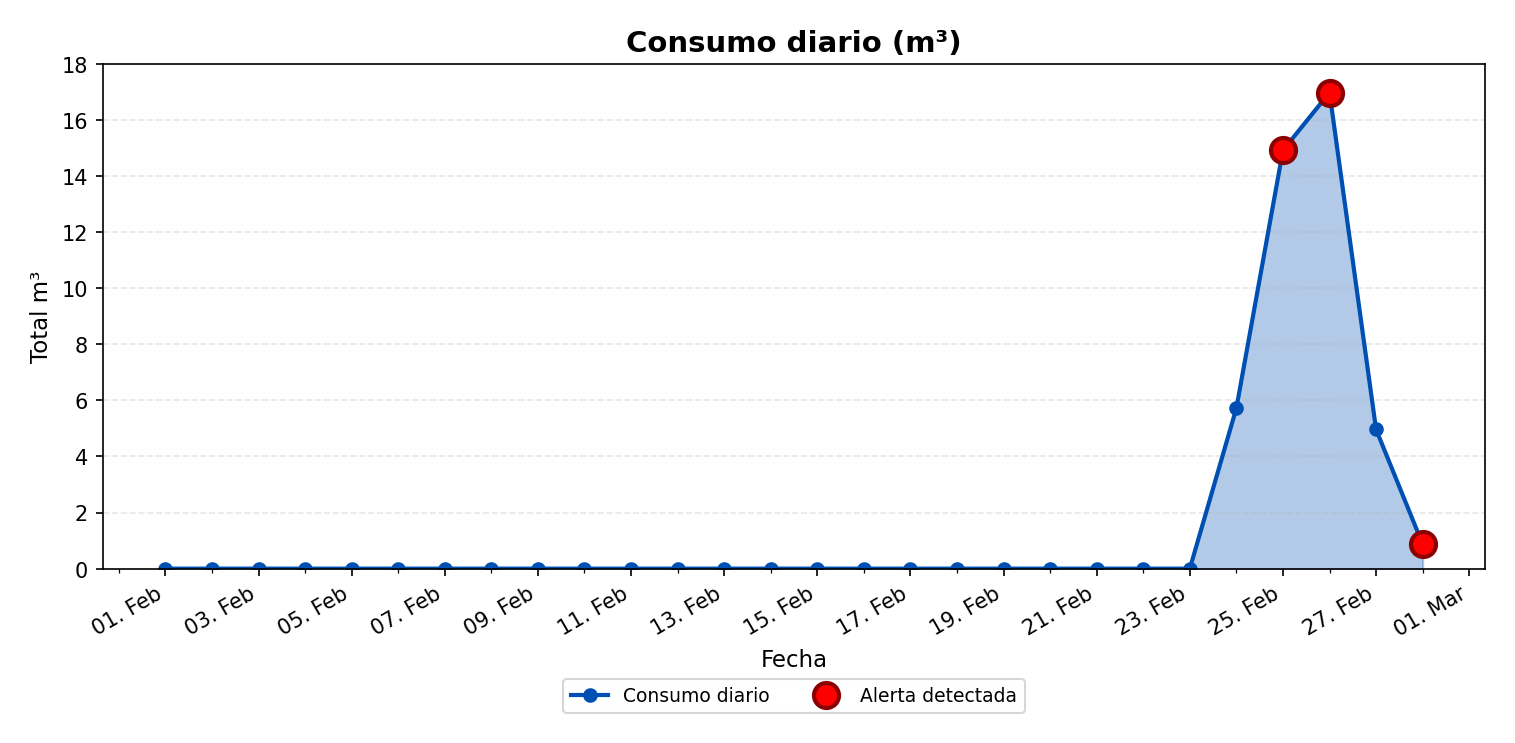 Consumo diario (m³)
18
16
14
12
10
8
6
4
2
0
Total m³
01. Feb
03. Feb
05. Feb
07. Feb
09. Feb
11. Feb
13. Feb
15. Feb
17. Feb
19. Feb
21. Feb
23. Feb
25. Feb
27. Feb
01. Mar
Fecha
Consumo diario
Alerta detectada